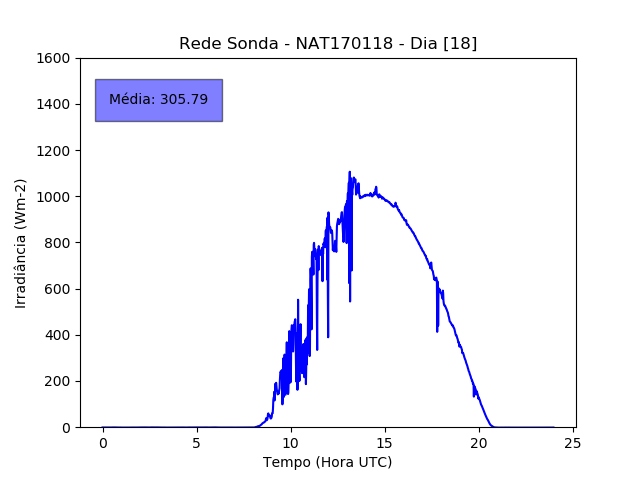 Rede Sonda - NAT170118 - Dia [18]
Média: 305.79
Irradiância (Wm-2)
1600
1400
1200
1000
800
600
400
200
0
0 5 10 15 20 25
Tempo (Hora UTC)